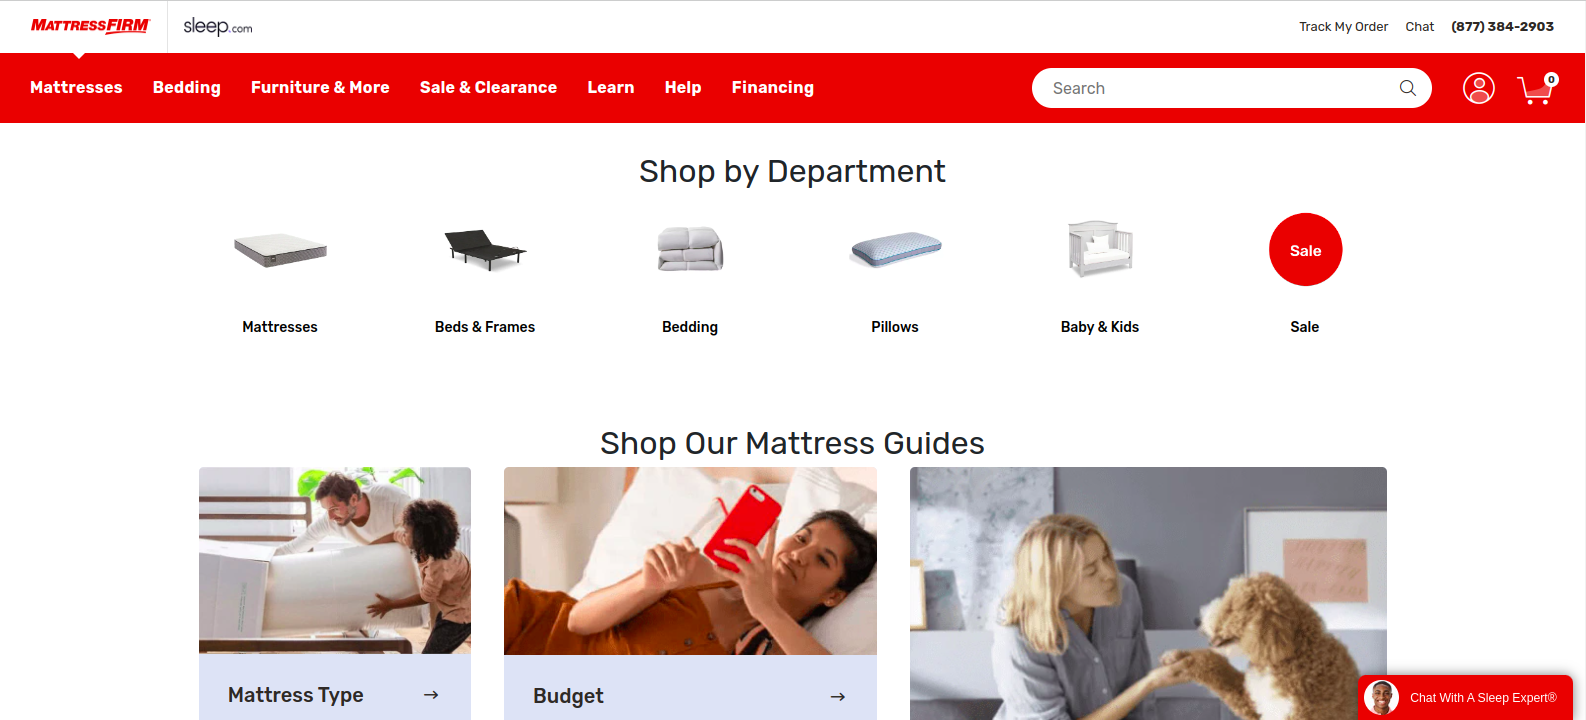 MATTRESSFIRM
sleep.com
Track My Order Chat (877) 384-2903
Mattresses Bedding Furniture & More Sale & Clearance Learn Help Financing
Search
0
Shop by Department
Sale
Mattresses Beds & Frames Bedding Pillows Baby & Kids Sale
Shop Our Mattress Guides
Mattress Type →
Budget →
Chat With A Sleep Expert®